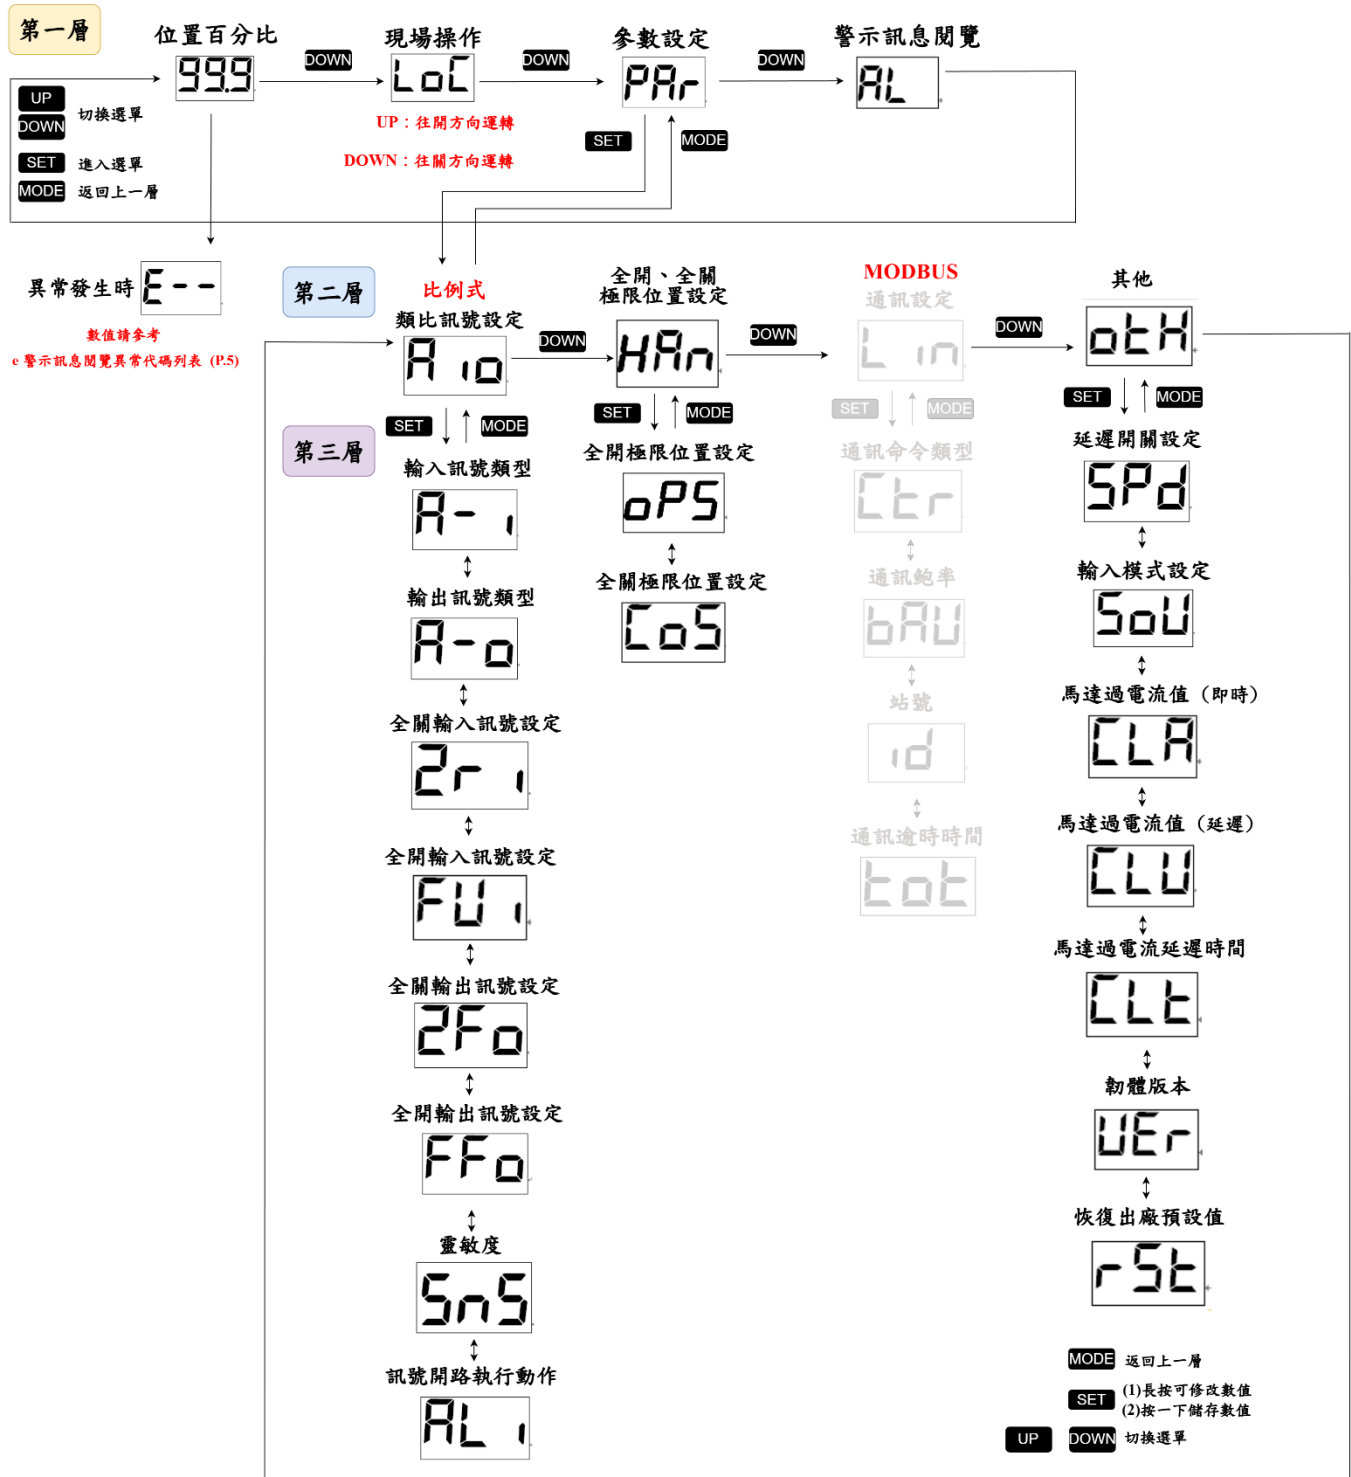 第一層
位置百分比
現場操作
參數設定
警示訊息閱覽
99.9
DOWN
LoC
DOWN
PAr
DOWN
AL
UP
DOWN
切換選單
SET
進入選單
MODE
返回上一層
UP：往開方向運轉
DOWN：往關方向運轉
SET
MODE
異常發生時
E--
數值請參考
e 警示訊息閱覽異常代碼列表 (P.5)
第二層
比例式
類比訊號設定
A io
DOWN
全開、全關
極限位置設定
HAn
DOWN
MODBUS
通訊設定
L in
DOWN
其他
otH
SET
MODE
SET
MODE
SET
MODE
SET
MODE
第三層
輸入訊號類型
A- i
輸出訊號類型
A-o
全關輸入訊號設定
2r i
全開輸入訊號設定
FU i
全關輸出訊號設定
2Fo
全開輸出訊號設定
FFo
靈敏度
SnS
訊號開路執行動作
AL i
全開極限位置設定
oPS
全關極限位置設定
CoS
通訊命令類型
Ctr
通訊鮑率
bAU
站號
id
通訊逾時時間
tot
延遲開關設定
SPd
輸入模式設定
SoU
馬達過電流值（即時）
CLA
馬達過電流值（延遲）
CLU
馬達過電流延遲時間
CLt
韌體版本
UEr
恢復出廠預設值
rSt
MODE
返回上一層
SET
(1)長按可修改數值
(2)按一下儲存數值
UP
DOWN
切換選單